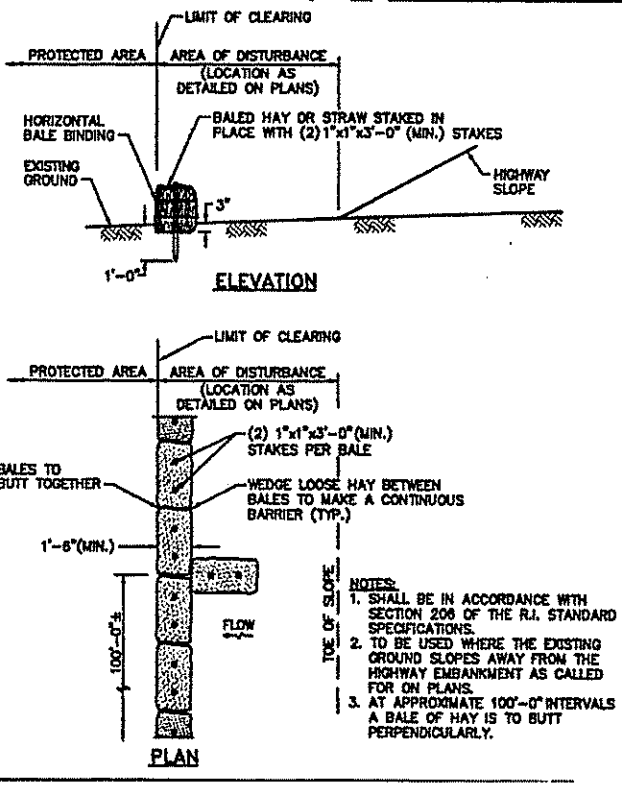 LIMIT OF CLEARING
PROTECTED AREA
AREA OF DISTURBANCE
(LOCATION AS
DETAILED ON PLANS)
HORIZONTAL
BALE BINDING
BALED HAY OR STRAW STAKED IN
PLACE WITH (2) 1"x1"x3'-0" (MIN.) STAKES
EXISTING
GROUND
3"
HIGHWAY
SLOPE
1'-0"
ELEVATION
LIMIT OF CLEARING
PROTECTED AREA
AREA OF DISTURBANCE
(LOCATION AS
DETAILED ON PLANS)
(2) 1"x1"x3'-0"(MIN.)
STAKES PER BALE
BALES TO
BUTT TOGETHER
WEDGE LOOSE HAY BETWEEN
BALES TO MAKE A CONTINUOUS
BARRIER (TYP.)
1'-6"(MIN.)
100'-0"±
FLOW
TOE OF SLOPE
NOTES:
1. SHALL BE IN ACCORDANCE WITH
SECTION 206 OF THE R.I. STANDARD
SPECIFICATIONS.
2. TO BE USED WHERE THE EXISTING
GROUND SLOPES AWAY FROM THE
HIGHWAY EMBANKMENT AS CALLED
FOR ON PLANS.
3. AT APPROXIMATE 100'-0" INTERVALS
A BALE OF HAY IS TO BUTT
PERPENDICULARLY.
PLAN